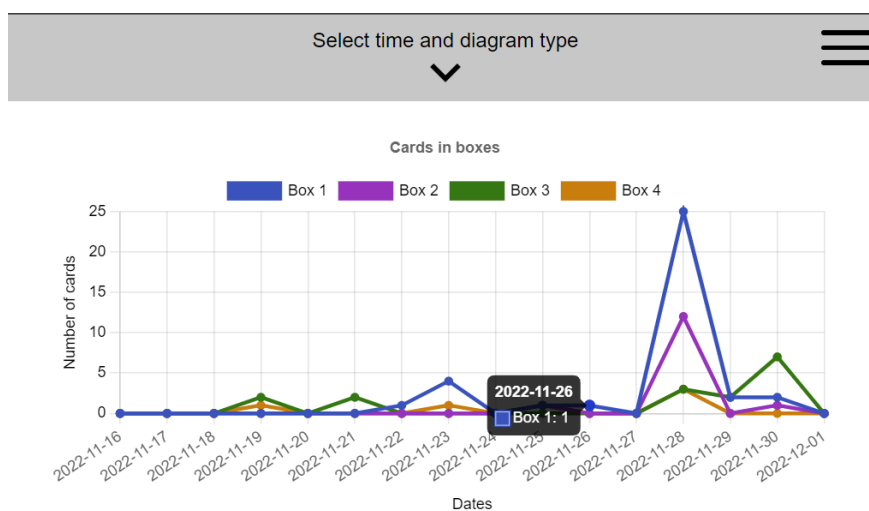 Select time and diagram type
Cards in boxes
Box 1 Box 2 Box 3 Box 4
Number of cards
25
20
15
10
5
0
2022-11-26
Box 1: 1
2022-11-16 2022-11-17 2022-11-18 2022-11-19 2022-11-20 2022-11-21 2022-11-22 2022-11-23 2022-11-24 2022-11-25 2022-11-26 2022-11-27 2022-11-28 2022-11-29 2022-11-30 2022-12-01
Dates